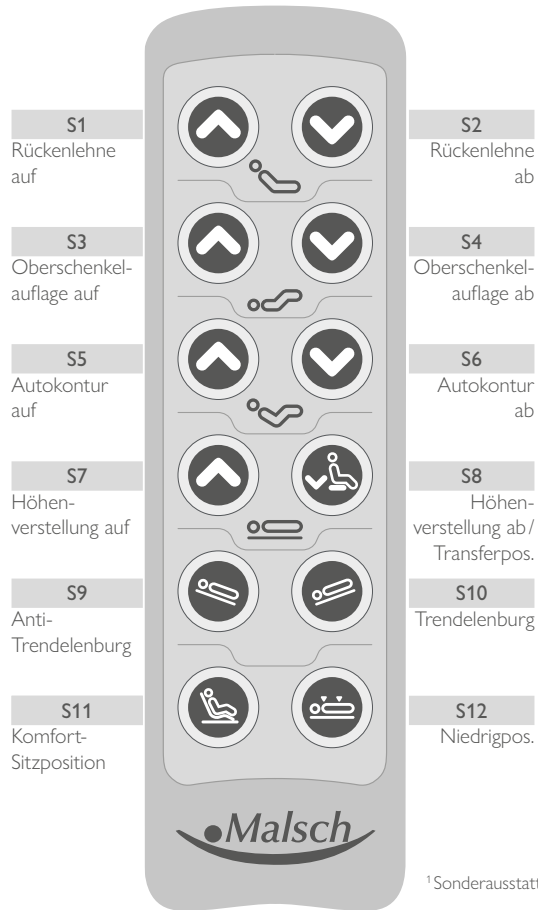 S1
Rückenlehne
auf
S2
Rückenlehne
ab
S3
Oberschenkel-
auflage auf
S4
Oberschenkel-
auflage ab
S5
Autokontur
auf
S6
Autokontur
ab
S7
Höhen-
verstellung auf
S8
Höhen-
verstellung ab/
Transferpos.
S9
Anti-
Trendelenburg
S10
Trendelenburg
S11
Komfort-
Sitzposition
S12
Niedrigpos.
Malsch